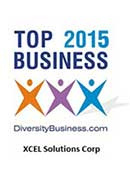 TOP 2015
BUSINESS
DiversityBusiness.com
XCEL Solutions Corp